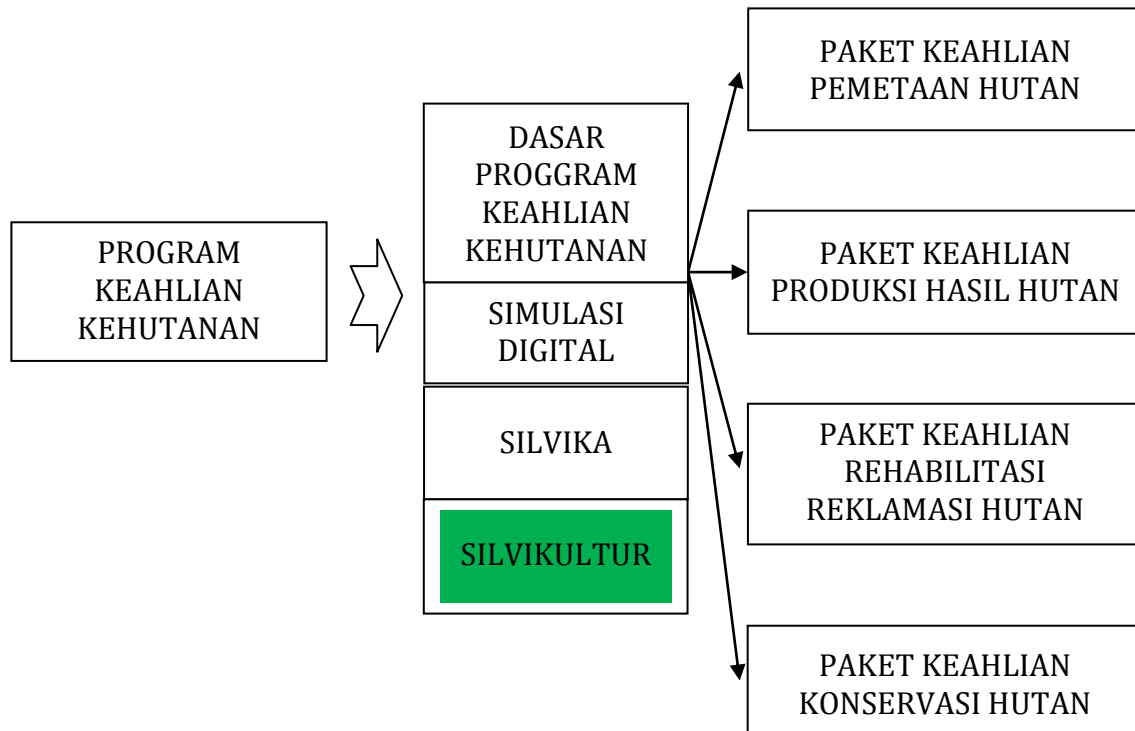 PROGRAM
KEAHLIAN
KEHUTANAN
DASAR
PROGGRAM
KEAHLIAN
KEHUTANAN
SIMULASI
DIGITAL
SILVIKA
SILVIKULTUR
PAKET KEAHLIAN
PEMETAAN HUTAN
PAKET KEAHLIAN
PRODUKSI HASIL HUTAN
PAKET KEAHLIAN
REHABILITASI
REKLAMASI HUTAN
PAKET KEAHLIAN
KONSERVASI HUTAN